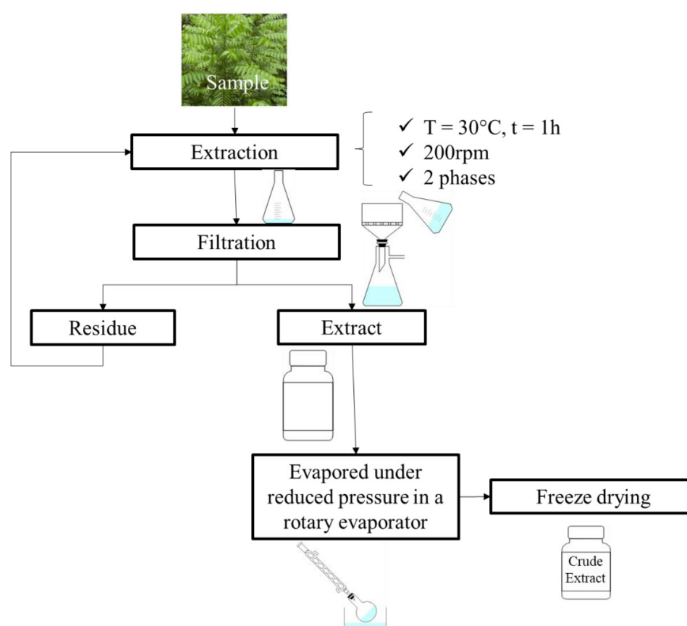 Sample
✓ T = 30°C, t = 1h
Extraction
✓ 200rpm
✓ 2 phases
Filtration
Residue
Extract
Evapored under
reduced pressure in a
rotary evaporator
Freeze drying
Crude
Extract